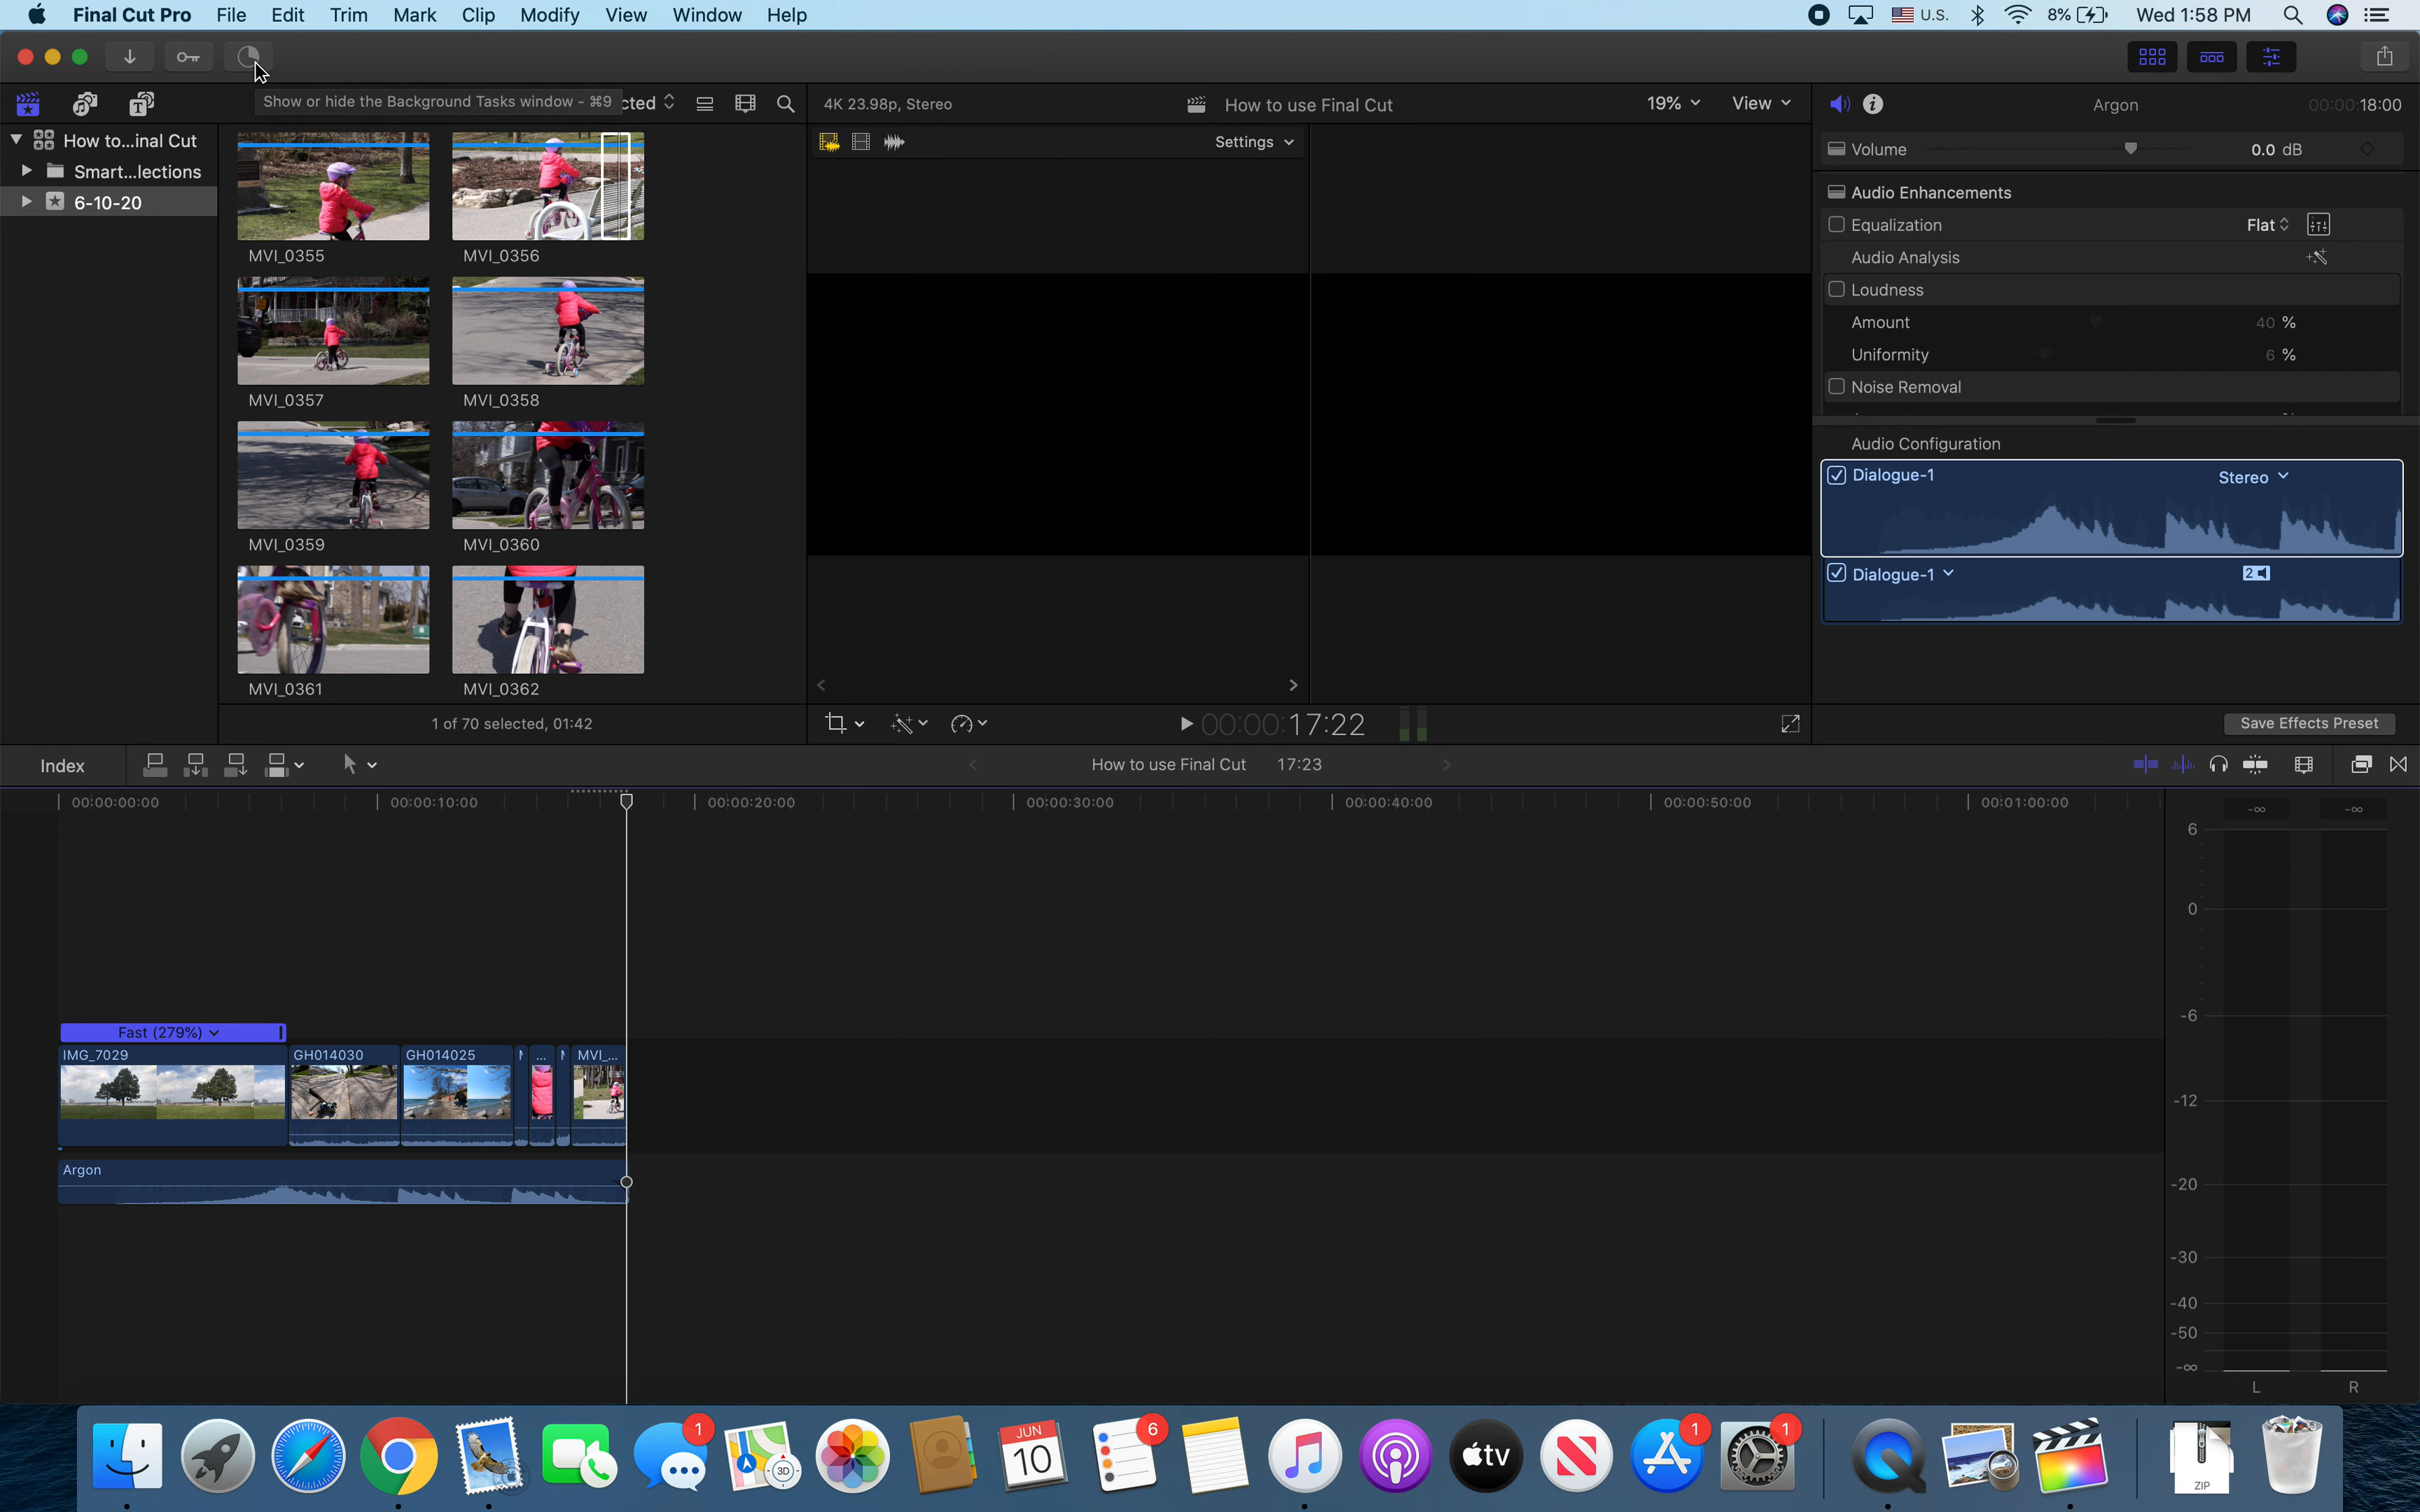 Final Cut Pro File Edit Trim Mark Clip Modify View Window Help U.S. 8% Wed 1:58 PM
Show or hide the Background Tasks window - ⌘9
cted
4K 23.98p, Stereo
How to use Final Cut
19%
View
Argon
00:00:18:00
How to...inal Cut
Smart...lections
6-10-20
MVI_0355
MVI_0356
MVI_0357
MVI_0358
MVI_0359
MVI_0360
MVI_0361
MVI_0362
1 of 70 selected, 01:42
Settings
00:00:17:22
Volume
0.0 dB
Audio Enhancements
Equalization
Flat
Audio Analysis
Loudness
Amount
40 %
Uniformity
6 %
Noise Removal
Audio Configuration
Dialogue-1
Stereo
Dialogue-1
2
Save Effects Preset
Index
How to use Final Cut
17:23
00:00:00:00
00:00:10:00
00:00:20:00
00:00:30:00
00:00:40:00
00:00:50:00
00:01:00:00
Fast (279%)
IMG_7029
GH014030
GH014025
...
MVI_...
Argon
-∞
-∞
6
0
-6
-12
-20
-30
-40
-50
-∞
L
R
1
3D
JUN
10
6
tv
1
1
ZIP